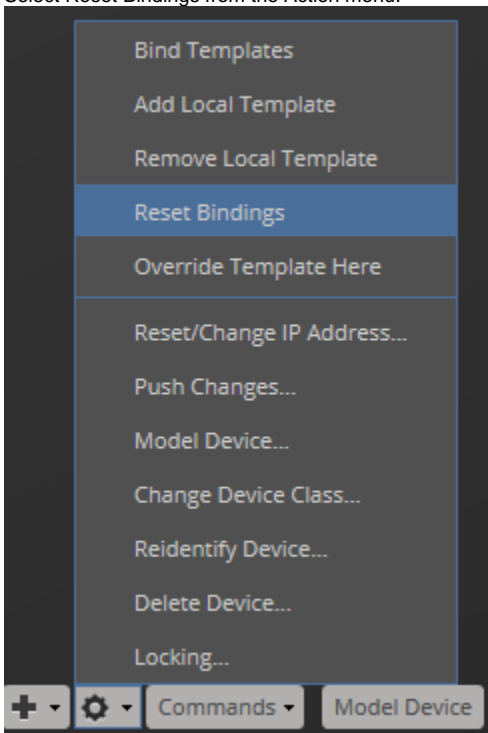 Select Reset Bindings from the Action menu.
Bind Templates
Add Local Template
Remove Local Template
Reset Bindings
Override Template Here
Reset/Change IP Address...
Push Changes...
Model Device...
Change Device Class...
Reidentify Device...
Delete Device...
Locking...
Commands
Model Device